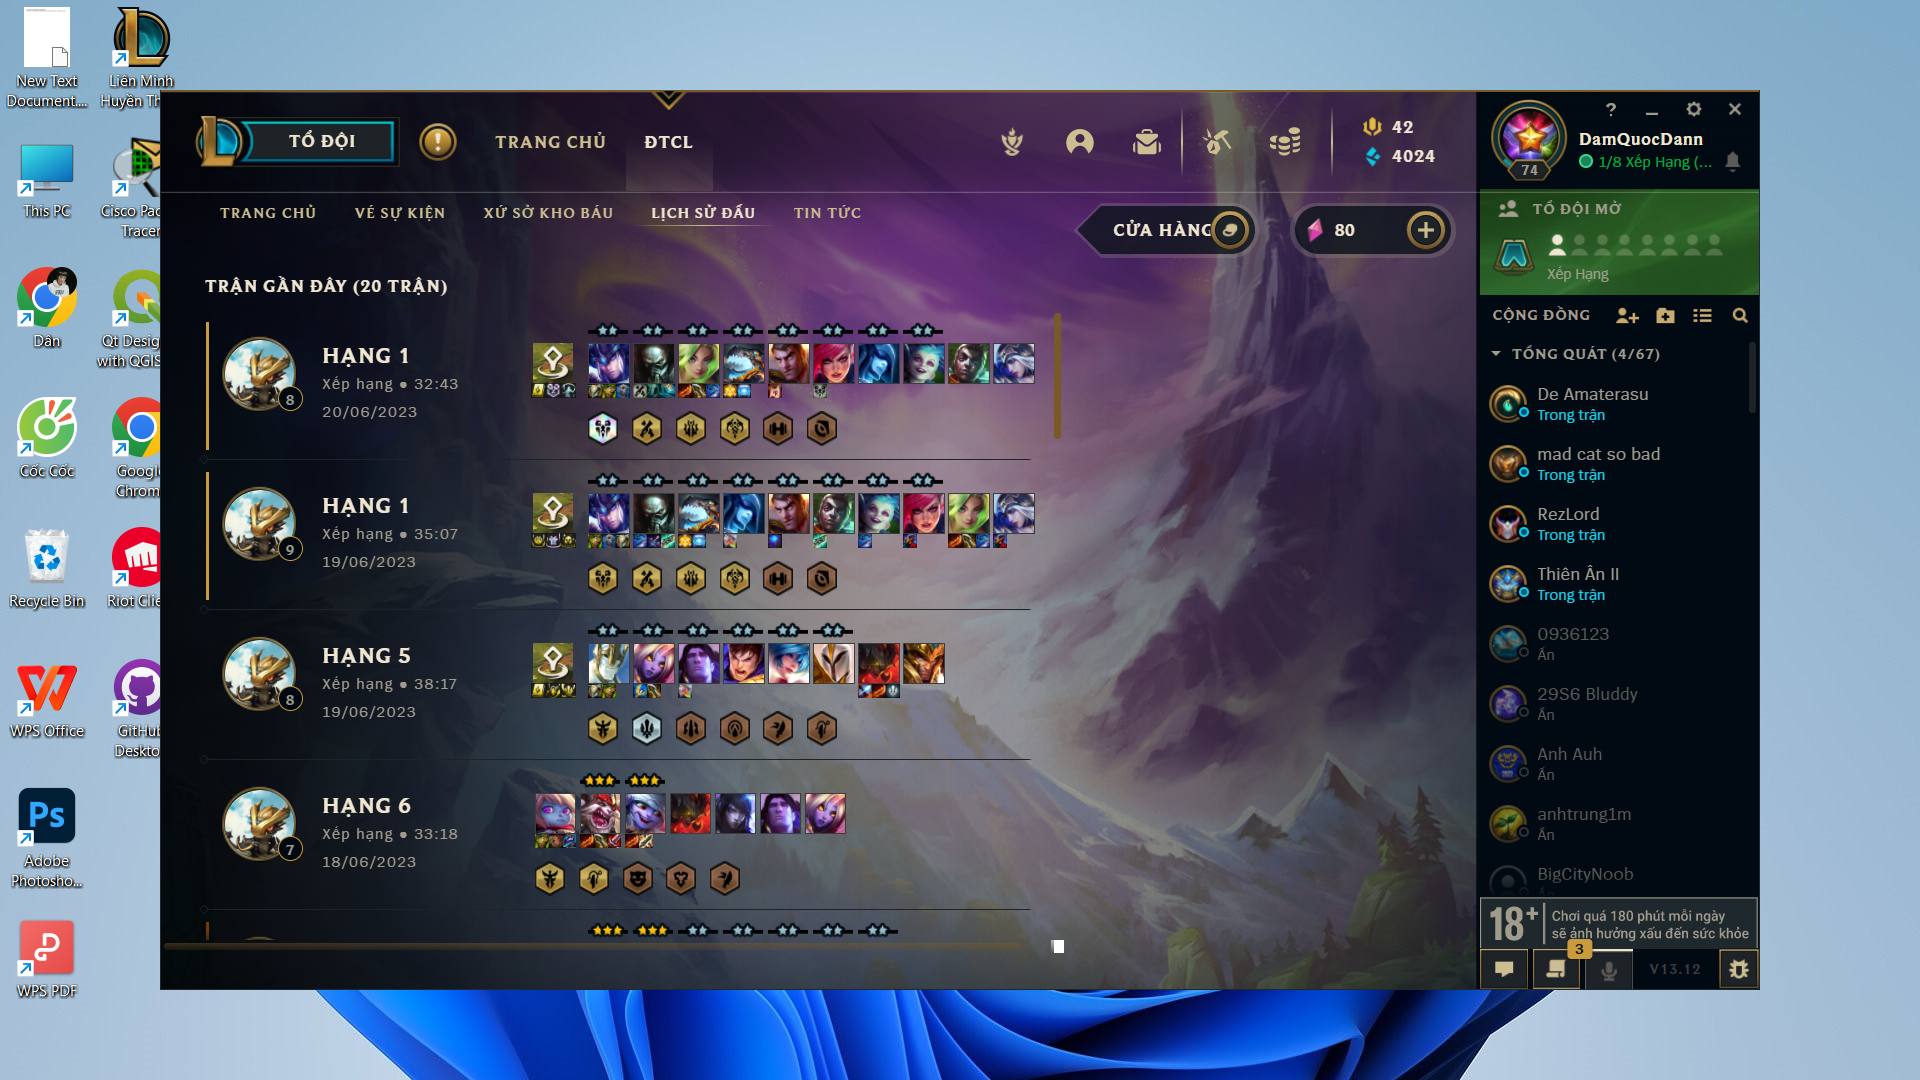 New Text
Document....
Liên Minh
Huyền Th
This PC
Cisco Pac
Tracer
Dân
Qt Design
with QGIS
Cốc Cốc
Google
Chrom
Recycle Bin
Riot Clie
WPS Office
GitHub
Deskto
Ps
Adobe
Photosho...
WPS PDF
TỔ ĐỘI
TRANG CHỦ
ĐTCL
42
4024
TRANG CHỦ
VÉ SỰ KIỆN
XỨ SỞ KHO BÁU
LỊCH SỬ ĐẤU
TIN TỨC
CỬA HÀNG
80
TRẬN GẦN ĐÂY (20 TRẬN)
8
HẠNG 1
Xếp hạng • 32:43
20/06/2023
9
HẠNG 1
Xếp hạng • 35:07
19/06/2023
8
HẠNG 5
Xếp hạng • 38:17
19/06/2023
7
HẠNG 6
Xếp hạng • 33:18
18/06/2023
?
DamQuocDann
1/8 Xếp Hạng (...
74
TỔ ĐỘI MỞ
Xếp Hạng
CỘNG ĐỒNG
TỔNG QUÁT (4/67)
De Amaterasu
Trong trận
mad cat so bad
Trong trận
RezLord
Trong trận
Thiên Ân II
Trong trận
0936123
Ẩn
29S6 Bluddy
Ẩn
Anh Auh
Ẩn
anhtrung1m
Ẩn
BigCityNoob
Ẩn
18+
Chơi quá 180 phút mỗi ngày
sẽ ảnh hưởng xấu đến sức khỏe
3
V13.12